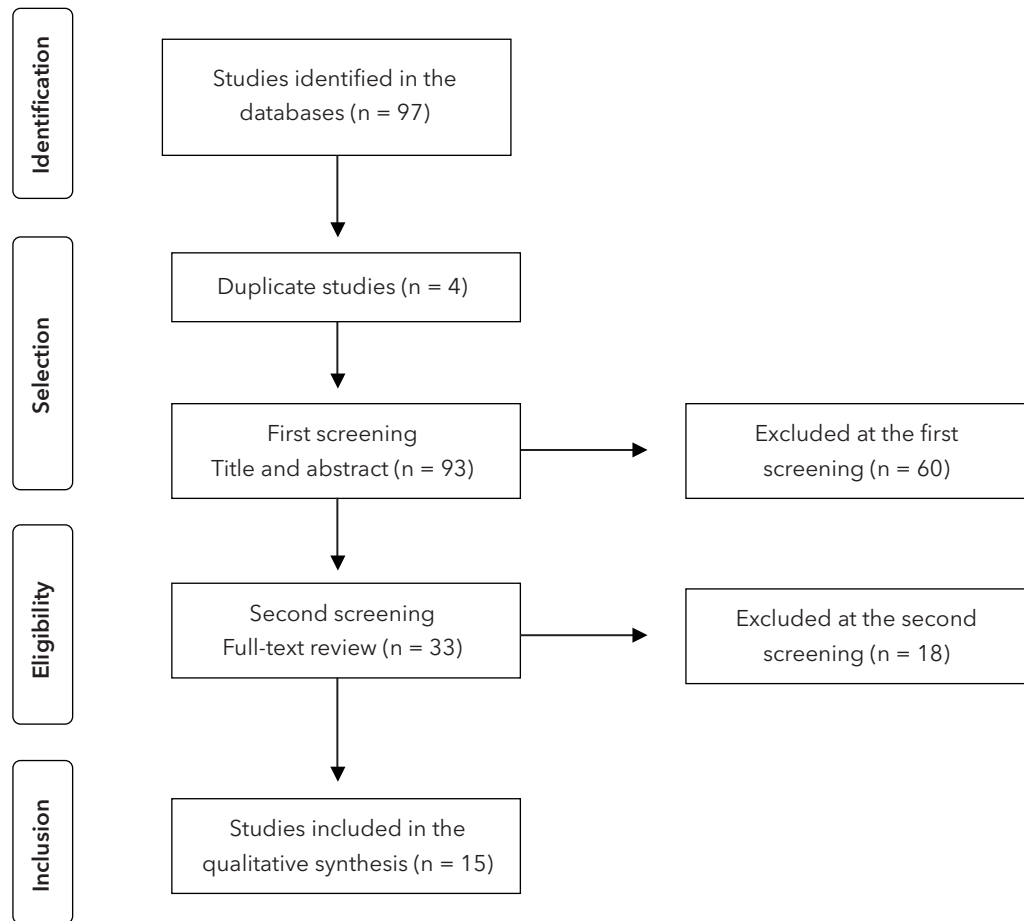 Identification
Studies identified in the
databases (n = 97)
Selection
Duplicate studies (n = 4)
First screening
Title and abstract (n = 93)
Excluded at the first
screening (n = 60)
Eligibility
Second screening
Full-text review (n = 33)
Excluded at the second
screening (n = 18)
Inclusion
Studies included in the
qualitative synthesis (n = 15)